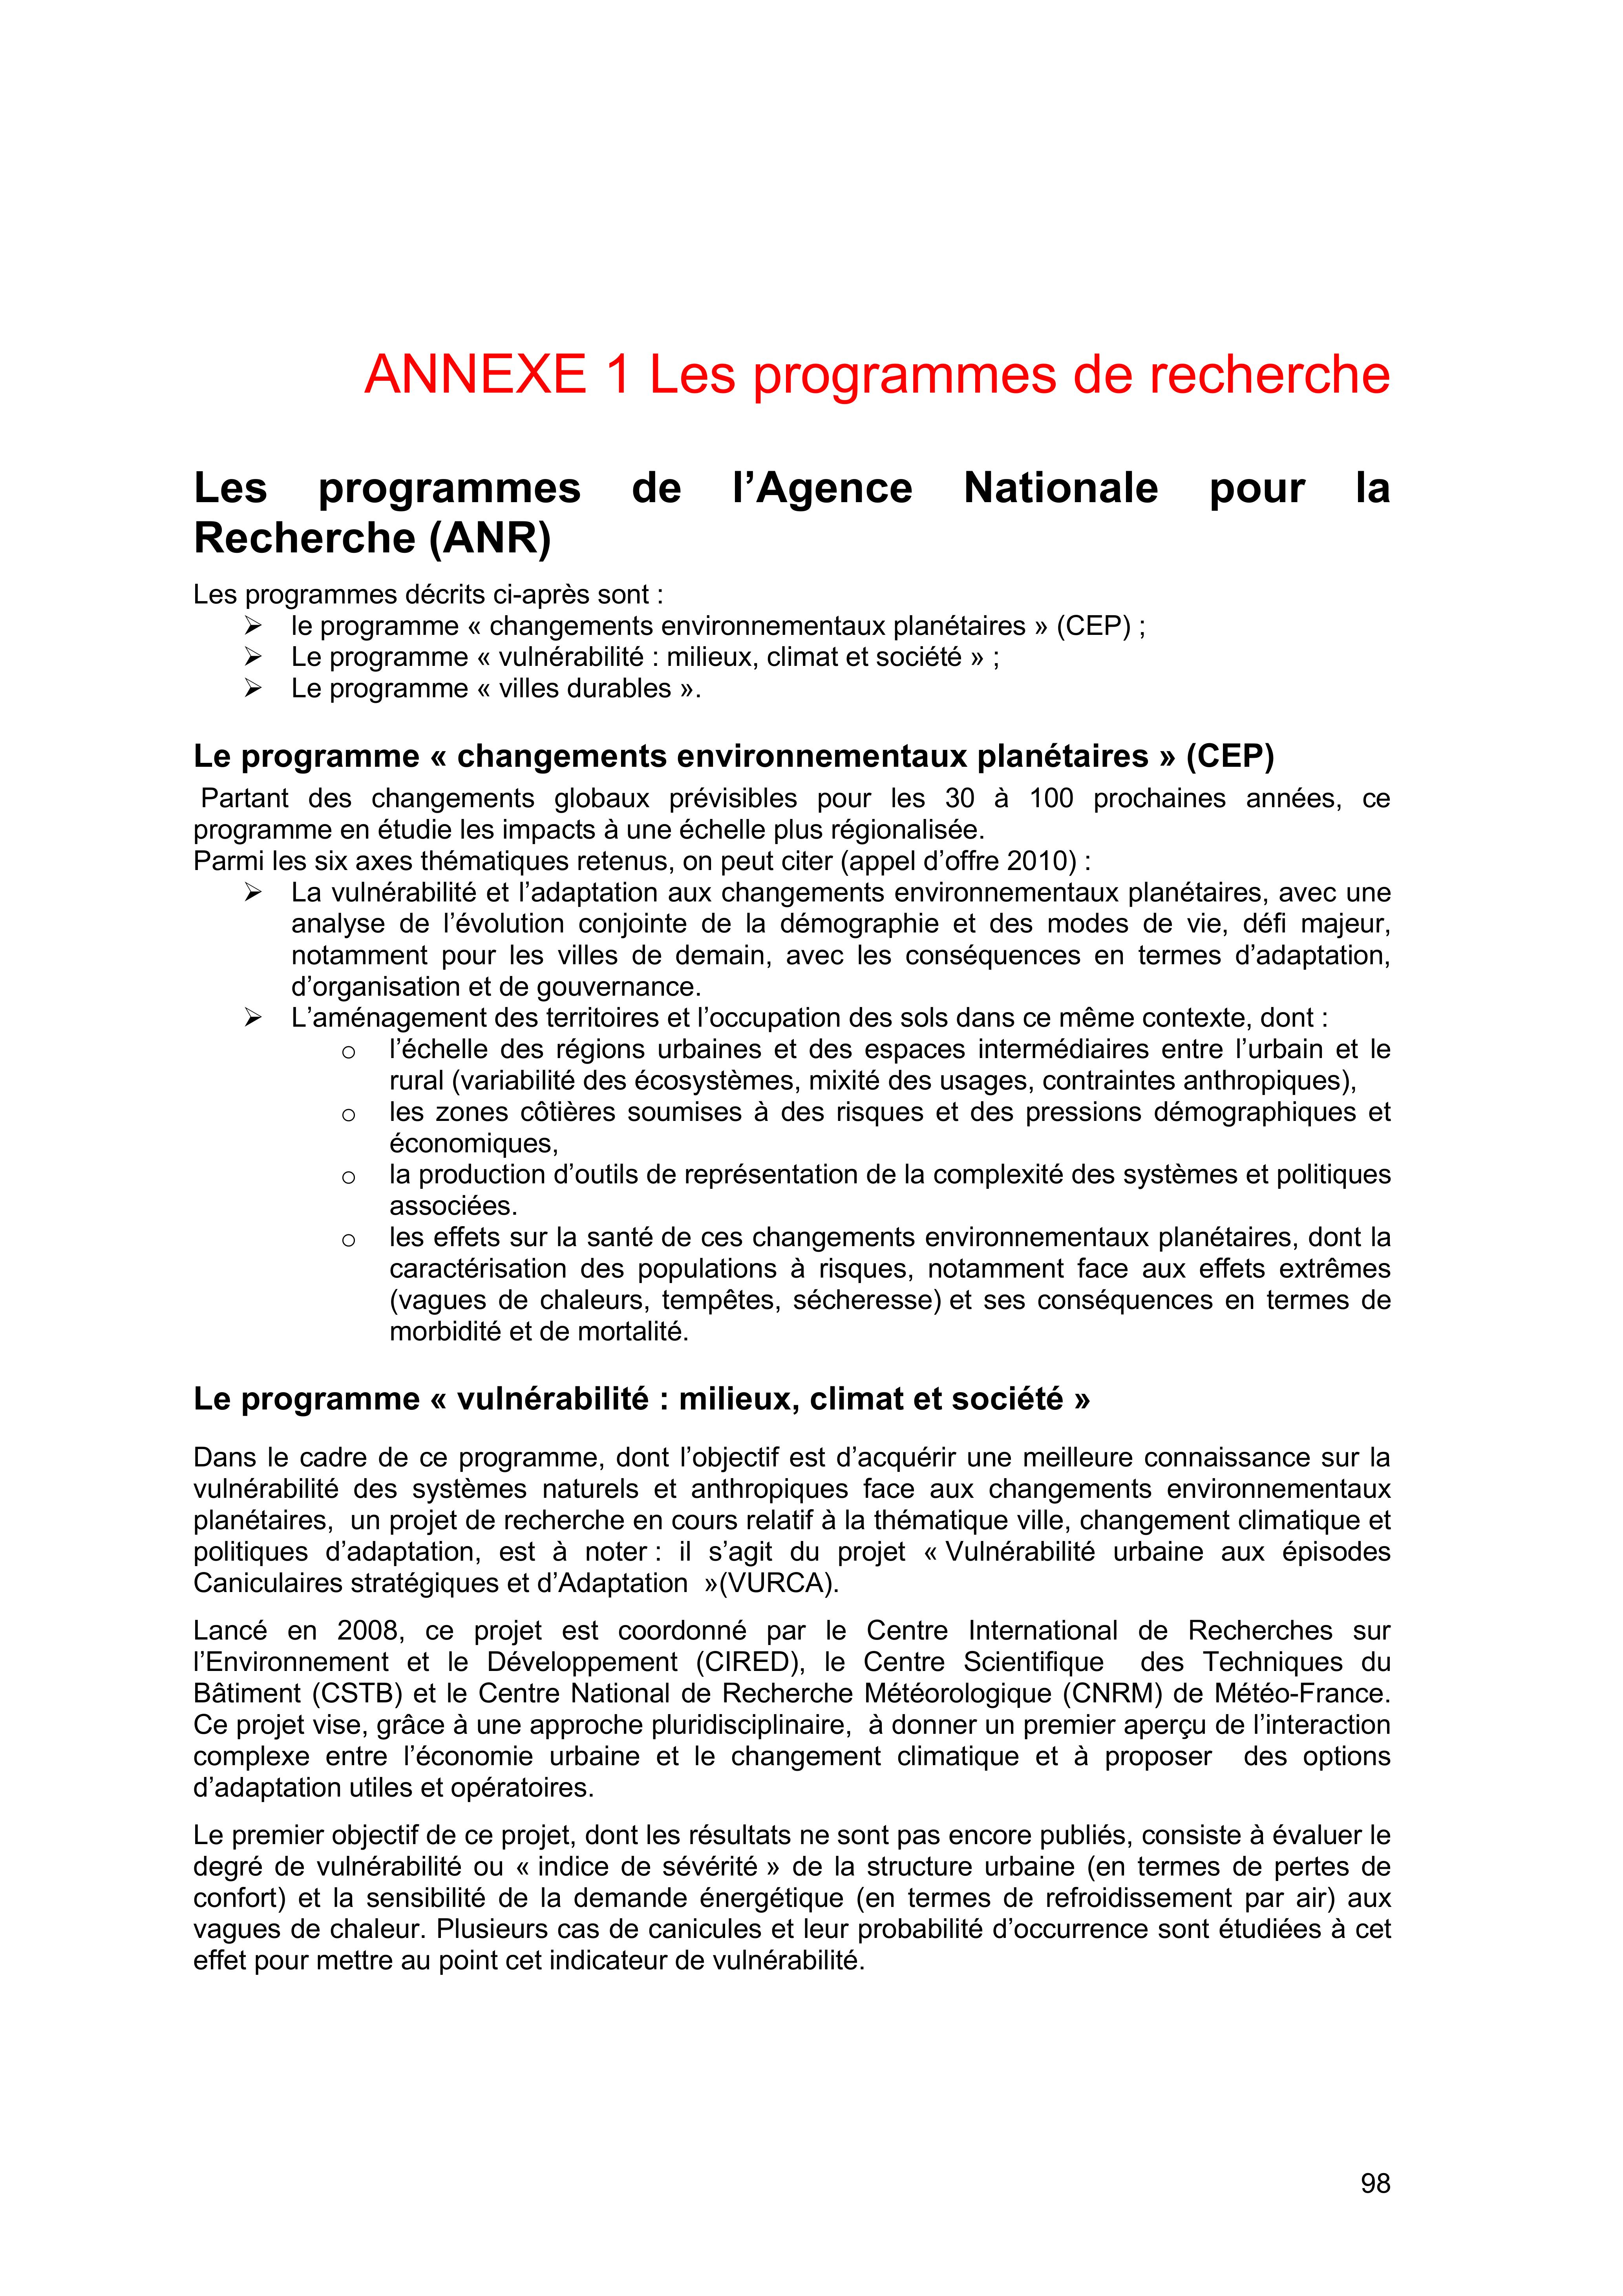 ANNEXE 1 Les programmes de recherche
Les programmes de l’Agence Nationale pour la
Recherche (ANR)
Les programmes décrits ci-après sont :
➢ le programme « changements environnementaux planétaires » (CEP) ;
➢ Le programme « vulnérabilité : milieux, climat et société » ;
➢ Le programme « villes durables ».
Le programme « changements environnementaux planétaires » (CEP)
Partant des changements globaux prévisibles pour les 30 à 100 prochaines années, ce
programme en étudie les impacts à une échelle plus régionalisée.
Parmi les six axes thématiques retenus, on peut citer (appel d’offre 2010) :
➢ La vulnérabilité et l’adaptation aux changements environnementaux planétaires, avec une
analyse de l’évolution conjointe de la démographie et des modes de vie, défi majeur,
notamment pour les villes de demain, avec les conséquences en termes d’adaptation,
d’organisation et de gouvernance.
➢ L’aménagement des territoires et l’occupation des sols dans ce même contexte, dont :
o l’échelle des régions urbaines et des espaces intermédiaires entre l’urbain et le
rural (variabilité des écosystèmes, mixité des usages, contraintes anthropiques),
o les zones côtières soumises à des risques et des pressions démographiques et
économiques,
o la production d’outils de représentation de la complexité des systèmes et politiques
associées.
o les effets sur la santé de ces changements environnementaux planétaires, dont la
caractérisation des populations à risques, notamment face aux effets extrêmes
(vagues de chaleurs, tempêtes, sécheresse) et ses conséquences en termes de
morbidité et de mortalité.
Le programme « vulnérabilité : milieux, climat et société »
Dans le cadre de ce programme, dont l’objectif est d’acquérir une meilleure connaissance sur la
vulnérabilité des systèmes naturels et anthropiques face aux changements environnementaux
planétaires, un projet de recherche en cours relatif à la thématique ville, changement climatique et
politiques d’adaptation, est à noter : il s’agit du projet « Vulnérabilité urbaine aux épisodes
Caniculaires stratégiques et d’Adaptation »(VURCA).
Lancé en 2008, ce projet est coordonné par le Centre International de Recherches sur
l’Environnement et le Développement (CIRED), le Centre Scientifique des Techniques du
Bâtiment (CSTB) et le Centre National de Recherche Météorologique (CNRM) de Météo-France.
Ce projet vise, grâce à une approche pluridisciplinaire, à donner un premier aperçu de l’interaction
complexe entre l’économie urbaine et le changement climatique et à proposer des options
d’adaptation utiles et opératoires.
Le premier objectif de ce projet, dont les résultats ne sont pas encore publiés, consiste à évaluer le
degré de vulnérabilité ou « indice de sévérité » de la structure urbaine (en termes de pertes de
confort) et la sensibilité de la demande énergétique (en termes de refroidissement par air) aux
vagues de chaleur. Plusieurs cas de canicules et leur probabilité d’occurrence sont étudiées à cet
effet pour mettre au point cet indicateur de vulnérabilité.
98